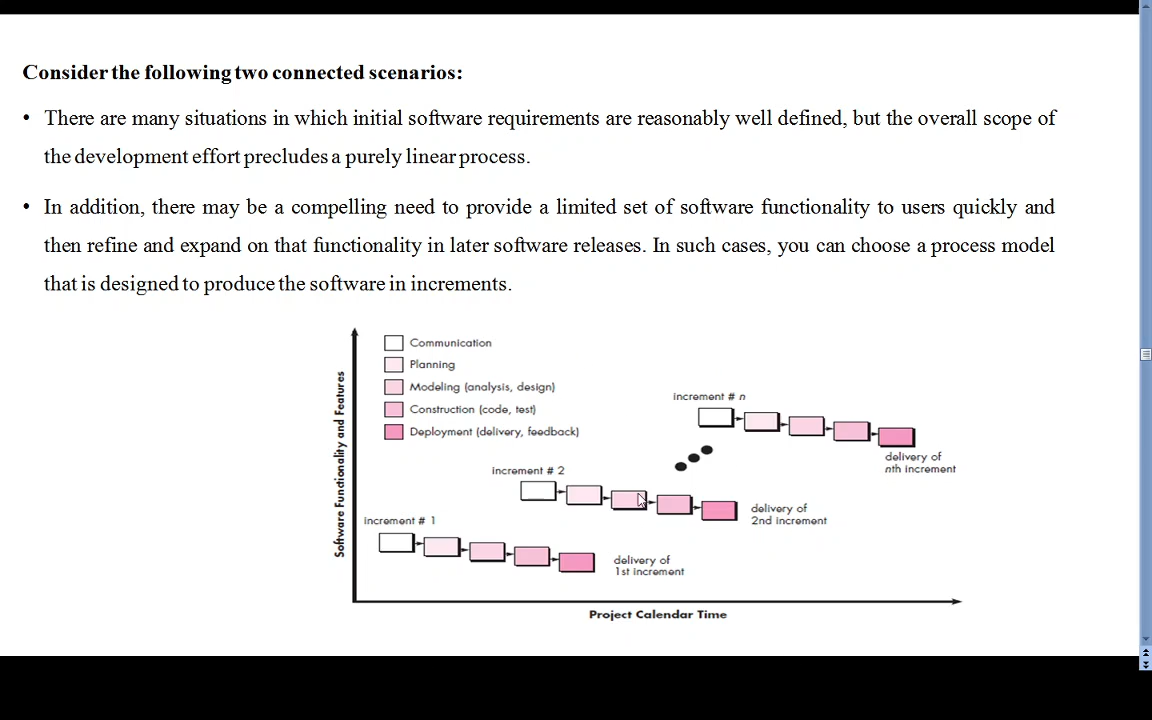 Consider the following two connected scenarios:
• There are many situations in which initial software requirements are reasonably well defined, but the overall scope of
the development effort precludes a purely linear process.
• In addition, there may be a compelling need to provide a limited set of software functionality to users quickly and
then refine and expand on that functionality in later software releases. In such cases, you can choose a process model
that is designed to produce the software in increments.
Software Functionality and Features
Communication
Planning
Modeling (analysis, design)
Construction (code, test)
Deployment (delivery, feedback)
increment # n
delivery of
nth increment
increment # 2
delivery of
2nd increment
increment # 1
delivery of
1st increment
Project Calendar Time